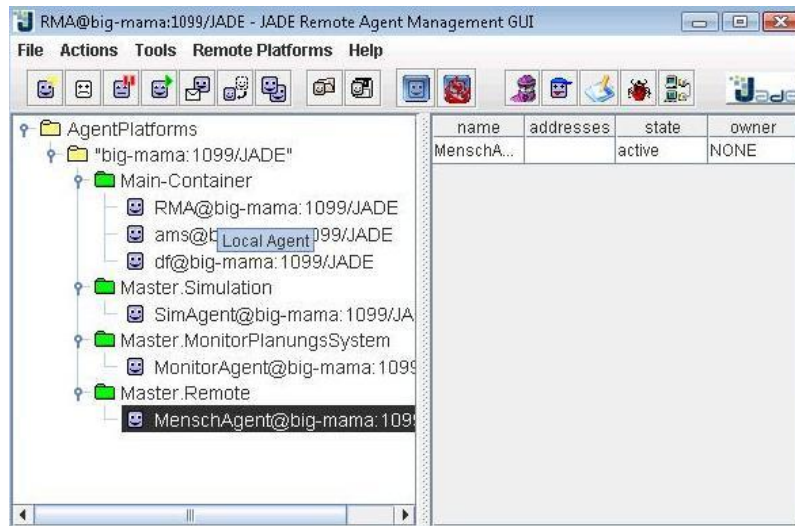 RMA@big-mama:1099/JADE - JADE Remote Agent Management GUI
File Actions Tools Remote Platforms Help
Jade
AgentPlatforms
"big-mama:1099/JADE"
Main-Container
RMA@big-mama:1099/JADE
ams@b 099/JADE
Local Agent
df@big-mama:1099/JADE
Master.Simulation
SimAgent@big-mama:1099/JA
Master.MonitorPlanungsSystem
MonitorAgent@big-mama:1099
Master.Remote
MenschAgent@big-mama:109
name addresses state owner
MenschA... active NONE